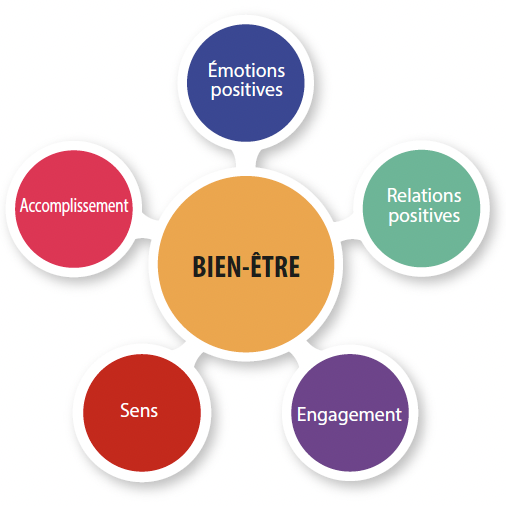 Émotions
positives
Accomplissement
Relations
positives
BIEN-ÊTRE
Sens
Engagement